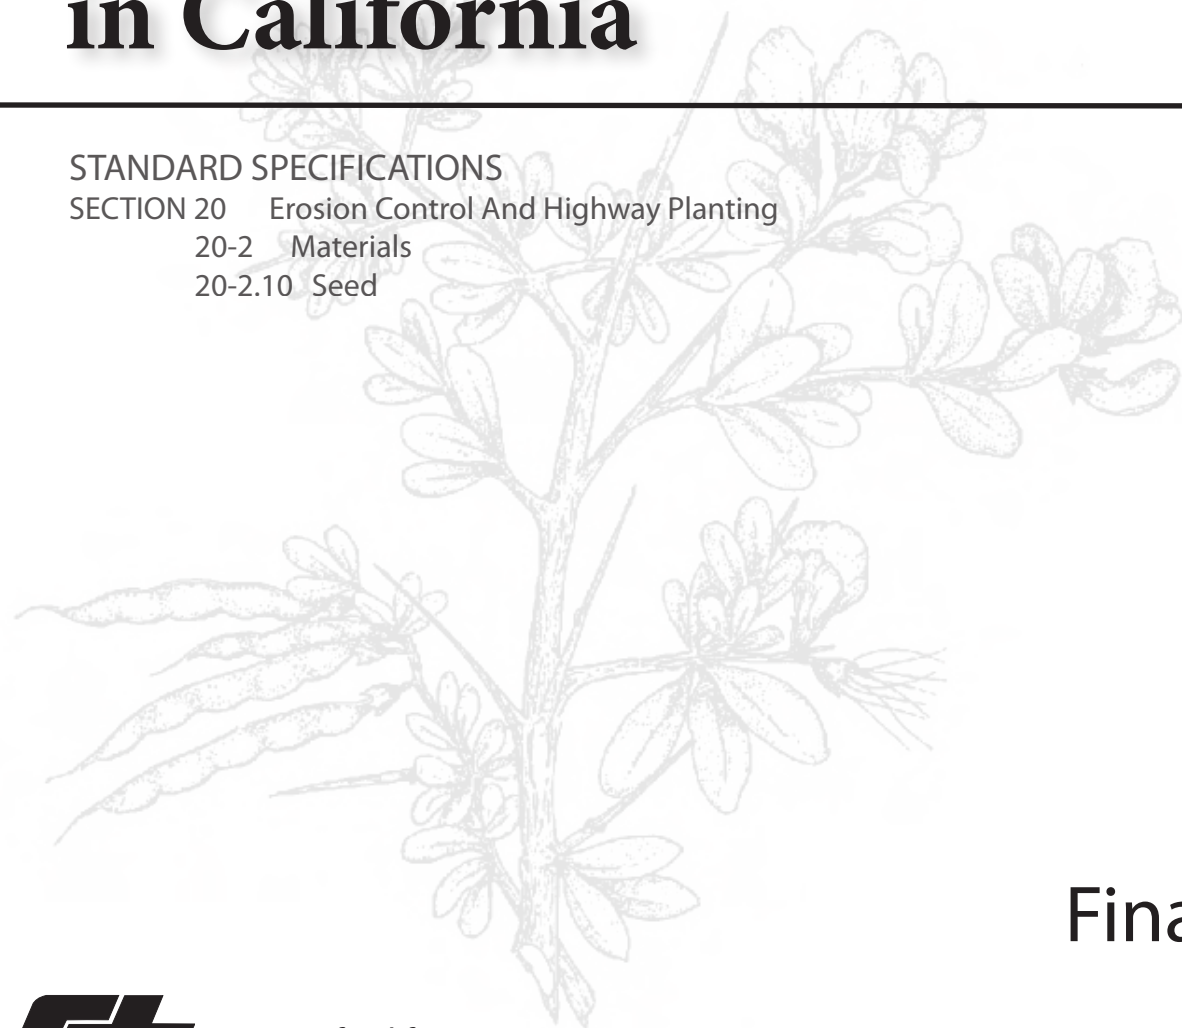 in California
STANDARD SPECIFICATIONS
SECTION 20 Erosion Control And Highway Planting
20-2 Materials
20-2.10 Seed
Fina